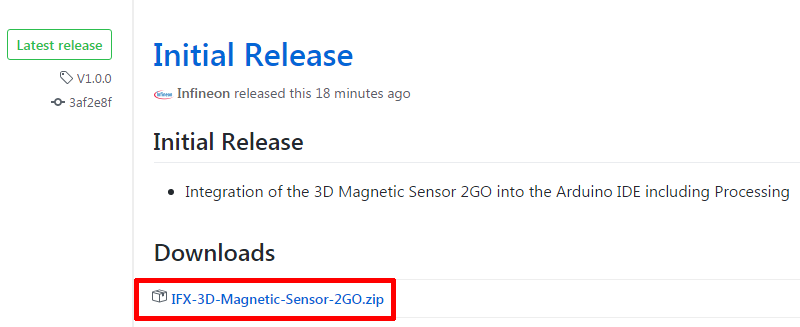 Latest release
V1.0.0
3af2e8f
Initial Release
infineon Infineon released this 18 minutes ago
Initial Release
Integration of the 3D Magnetic Sensor 2GO into the Arduino IDE including Processing
Downloads
IFX-3D-Magnetic-Sensor-2GO.zip